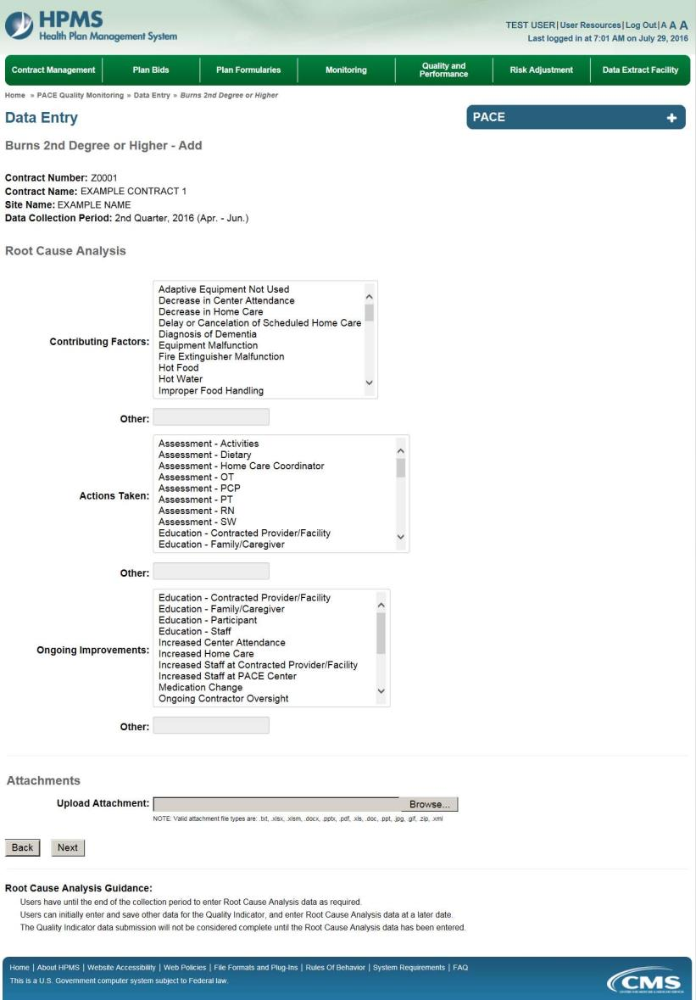 HPMS
Health Plan Management System
TEST USER|User Resources|Log Out|A A A
Last logged in at 7:01 AM on July 29, 2016
Contract Management
Plan Bids
Plan Formularies
Monitoring
Quality and
Performance
Risk Adjustment
Data Extract Facility
Home » PACE Quality Monitoring » Data Entry » Burns 2nd Degree or Higher
Data Entry
PACE
Burns 2nd Degree or Higher - Add
Contract Number: Z0001
Contract Name: EXAMPLE CONTRACT 1
Site Name: EXAMPLE NAME
Data Collection Period: 2nd Quarter, 2016 (Apr. - Jun.)
Root Cause Analysis
Contributing Factors:
Adaptive Equipment Not Used
Decrease in Center Attendance
Decrease in Home Care
Delay or Cancelation of Scheduled Home Care
Diagnosis of Dementia
Equipment Malfunction
Fire Extinguisher Malfunction
Hot Food
Hot Water
Improper Food Handling
Other:
Actions Taken:
Assessment - Activities
Assessment - Dietary
Assessment - Home Care Coordinator
Assessment - OT
Assessment - PCP
Assessment - PT
Assessment - RN
Assessment - SW
Education - Contracted Provider/Facility
Education - Family/Caregiver
Other:
Ongoing Improvements:
Education - Contracted Provider/Facility
Education - Family/Caregiver
Education - Participant
Education - Staff
Increased Center Attendance
Increased Home Care
Increased Staff at Contracted Provider/Facility
Increased Staff at PACE Center
Medication Change
Ongoing Contractor Oversight
Other:
Attachments
Upload Attachment:
Browse...
NOTE: Valid attachment file types are: .txt, .xlsx, .xlsm, .docx, .pptx, .pdf, .xls, .doc, .ppt, .jpg, .gif, .zip, .xml
Back
Next
Root Cause Analysis Guidance:
Users have until the end of the collection period to enter Root Cause Analysis data as required.
Users can initially enter and save other data for the Quality Indicator, and enter Root Cause Analysis data at a later date.
The Quality Indicator data submission will not be considered complete until the Root Cause Analysis data has been entered.
Home | About HPMS | Website Accessibility | Web Policies | File Formats and Plug-Ins | Rules Of Behavior | System Requirements | FAQ
This is a U.S. Government computer system subject to Federal law.
CMS